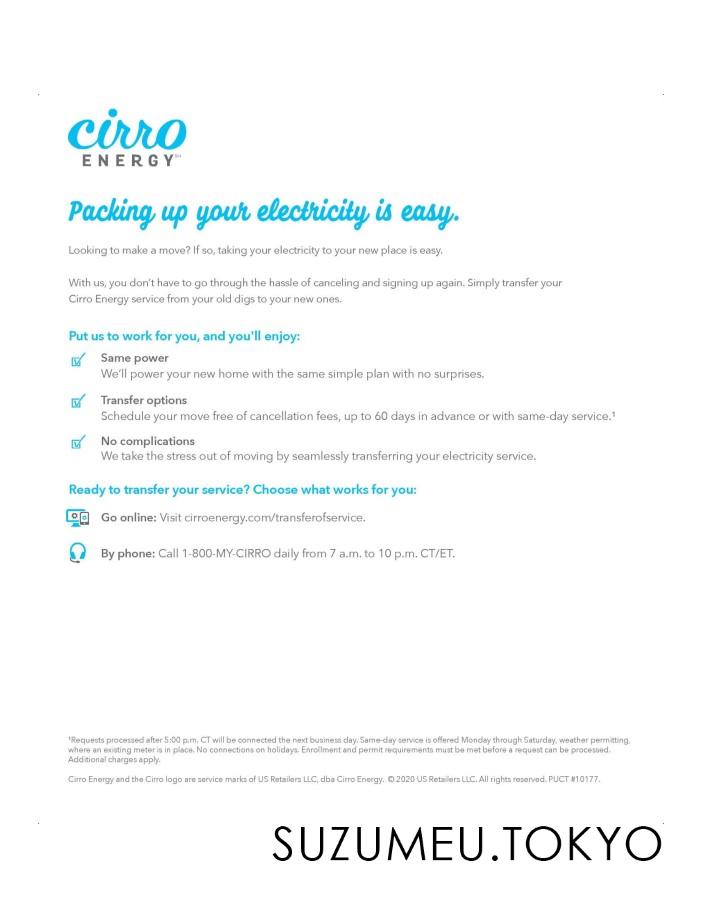 cirro
ENERGY℠
Packing up your electricity is easy.
Looking to make a move? If so, taking your electricity to your new place is easy.
With us, you don't have to go through the hassle of canceling and signing up again. Simply transfer your
Cirro Energy service from your old digs to your new ones.
Put us to work for you, and you'll enjoy:
Same power
We'll power your new home with the same simple plan with no surprises.
Transfer options
Schedule your move free of cancellation fees, up to 60 days in advance or with same-day service.¹
No complications
We take the stress out of moving by seamlessly transferring your electricity service.
Ready to transfer your service? Choose what works for you:
Go online: Visit cirroenergy.com/transferofservice.
By phone: Call 1-800-MY-CIRRO daily from 7 a.m. to 10 p.m. CT/ET.
¹Requests processed after 5:00 p.m. CT will be connected the next business day. Same-day service is offered Monday through Saturday, weather permitting,
where an existing meter is in place. No connections on holidays. Enrollment and permit requirements must be met before a request can be processed.
Additional charges apply.
Cirro Energy and the Cirro logo are service marks of US Retailers LLC, dba Cirro Energy. © 2020 US Retailers LLC. All rights reserved. PUCT #10177.
SUZUMEU.TOKYO